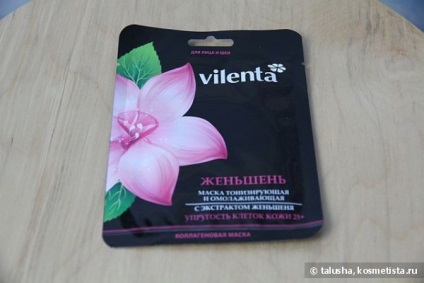 ДЛЯ ЛИЦА И ШЕИ
vilenta
ЖЕНЬШЕНЬ
МАСКА ТОНИЗИРУЮЩАЯ
И ОМОЛАЖИВАЮЩАЯ
С ЭКСТРАКТОМ ЖЕНЬШЕНЯ
УПРУГОСТЬ КЛЕТОК КОЖИ 25+
КОЛЛАГЕНОВАЯ МАСКА
© talusha, kosmetista.ru